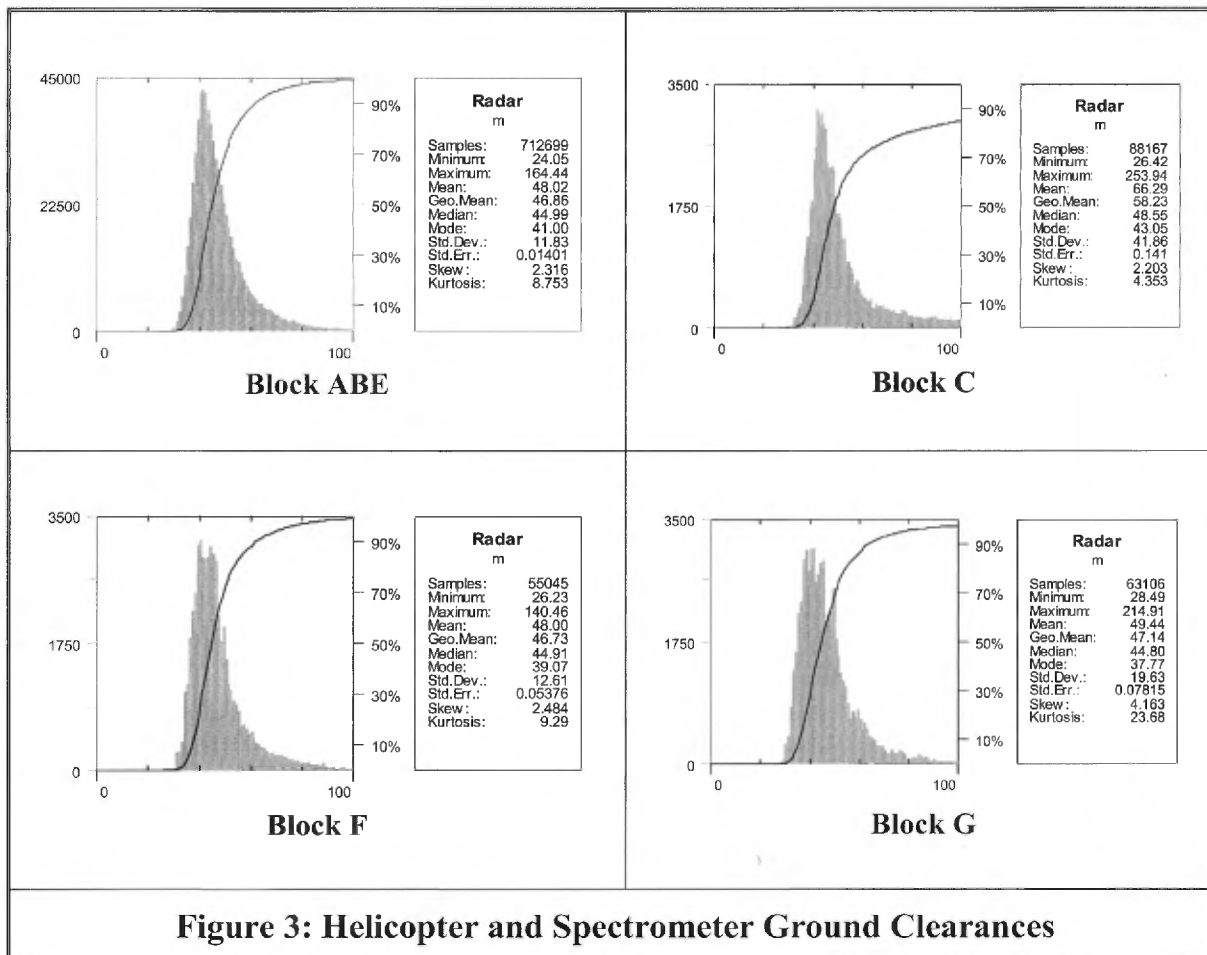 45000
22500
0
90%
70%
50%
30%
10%
0
100
Radar
m
Samples: 712699
Minimum: 24.05
Maximum: 164.44
Mean: 48.02
Geo.Mean: 46.86
Median: 44.99
Mode: 41.00
Std.Dev.: 11.83
Std.Err.: 0.01401
Skew: 2.316
Kurtosis: 8.753
Block ABE
3500
1750
0
90%
70%
50%
30%
10%
0
100
Radar
m
Samples: 88167
Minimum: 26.42
Maximum: 253.94
Mean: 66.29
Geo.Mean: 58.23
Median: 48.55
Mode: 43.05
Std.Dev.: 41.86
Std.Err.: 0.141
Skew: 2.203
Kurtosis: 4.353
Block C
3500
1750
0
90%
70%
50%
30%
10%
0
100
Radar
m
Samples: 55045
Minimum: 26.23
Maximum: 140.46
Mean: 48.00
Geo.Mean: 46.73
Median: 44.91
Mode: 39.07
Std.Dev.: 12.61
Std.Err.: 0.05376
Skew: 2.484
Kurtosis: 9.29
Block F
3500
1750
0
90%
70%
50%
30%
10%
0
100
Radar
m
Samples: 63106
Minimum: 28.49
Maximum: 214.91
Mean: 49.44
Geo.Mean: 47.14
Median: 44.80
Mode: 37.77
Std.Dev.: 19.63
Std.Err.: 0.07815
Skew: 4.163
Kurtosis: 23.68
Block G
Figure 3: Helicopter and Spectrometer Ground Clearances